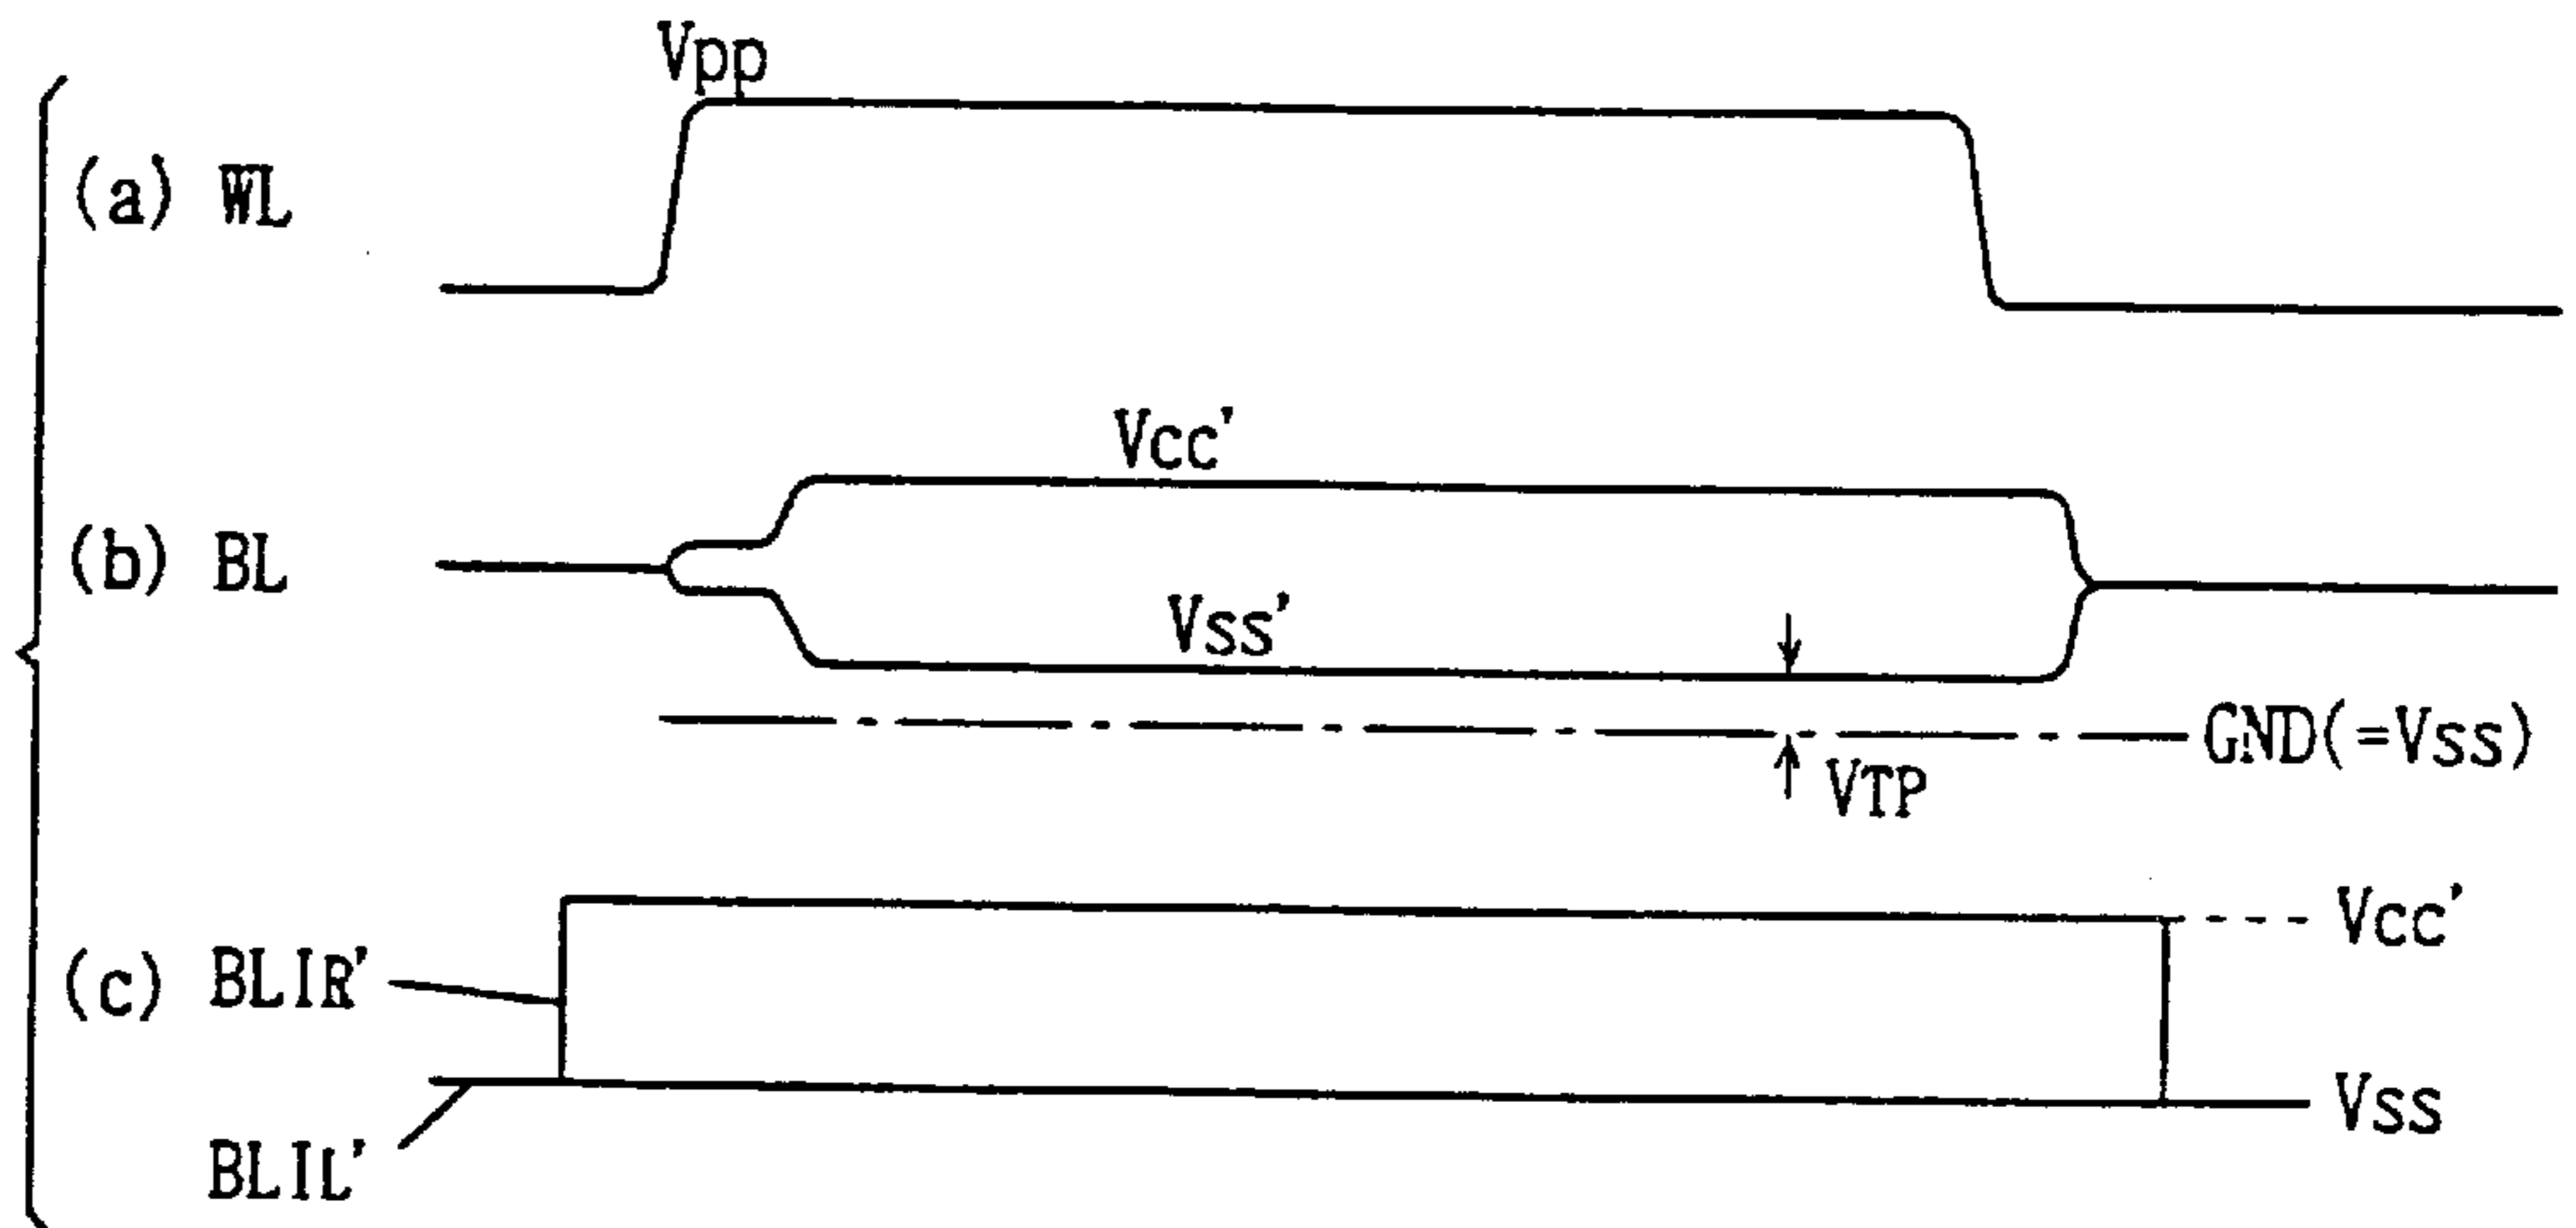 Vpp
(a) WL
Vcc'
(b) BL
Vss'
GND(=Vss)
VTP
Vcc'
(c) BLIR'
Vss
BLIL'